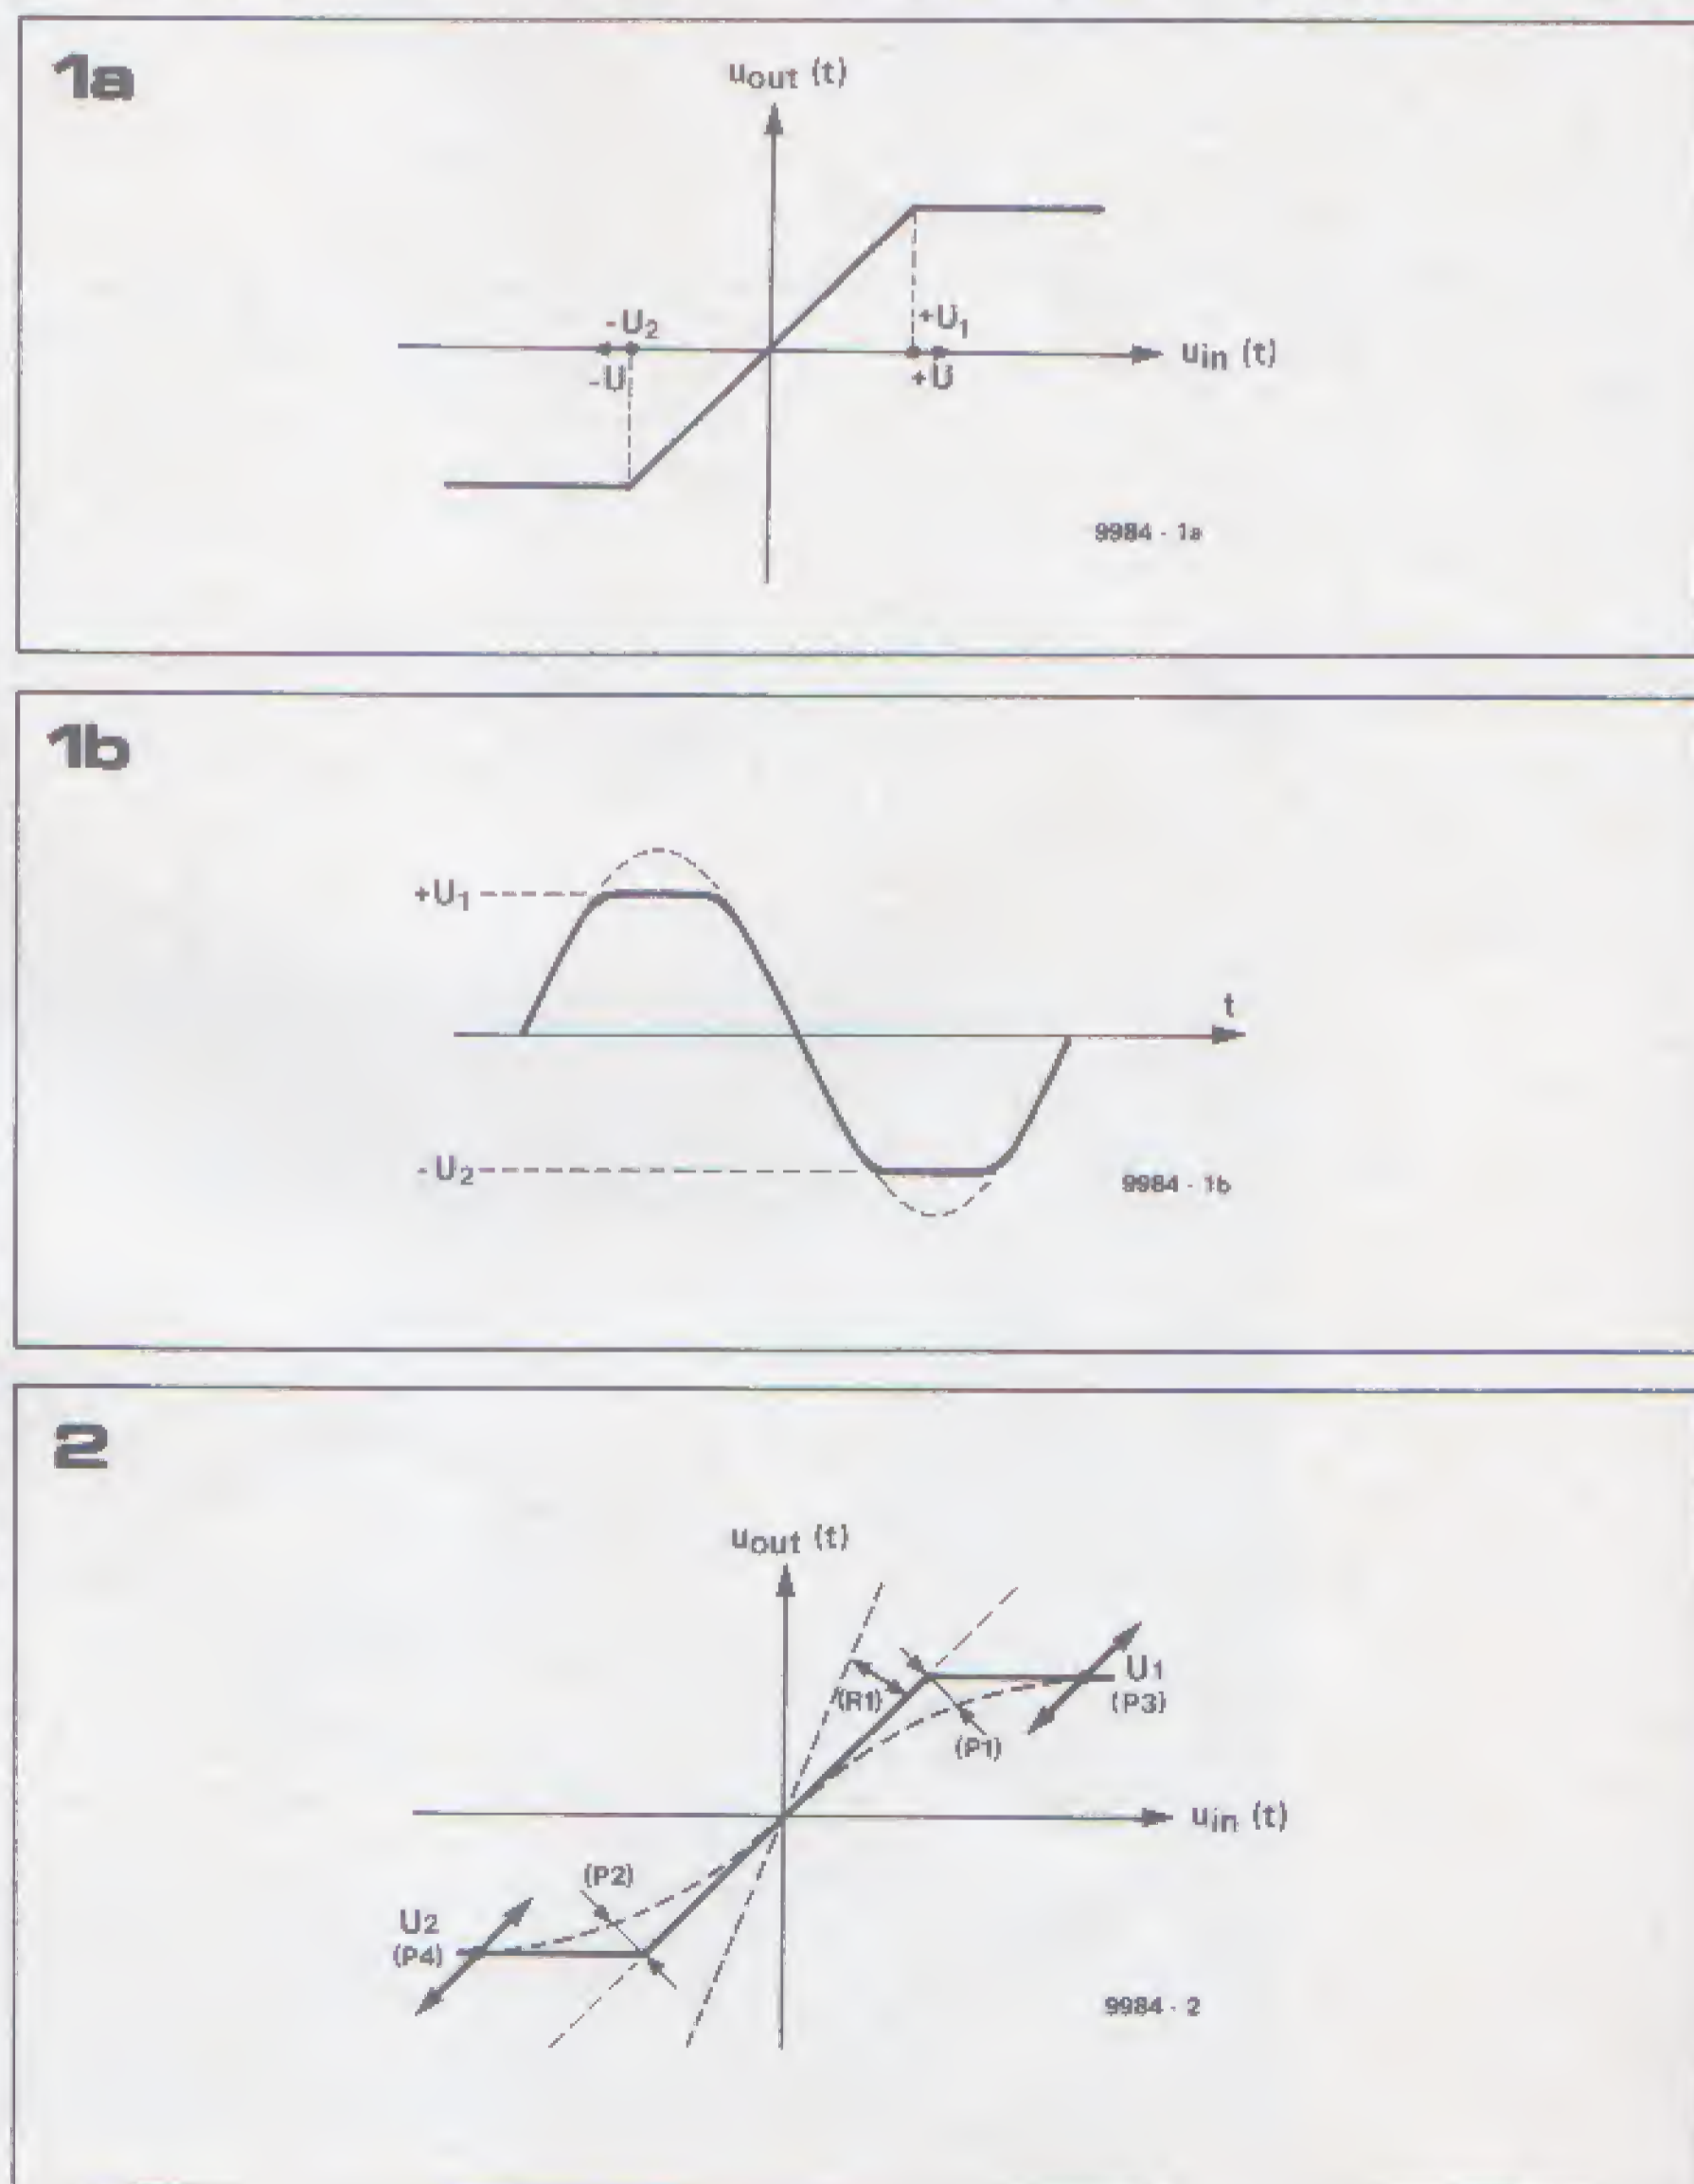 1a
uout (t)
-U2
+U1
-U
+U
uin (t)
9984 - 1a
1b
+U1
t
-U2
9984 - 1b
2
uout (t)
U1
(R1)
(P3)
(P1)
uin (t)
(P2)
U2
(P4)
9984 - 2